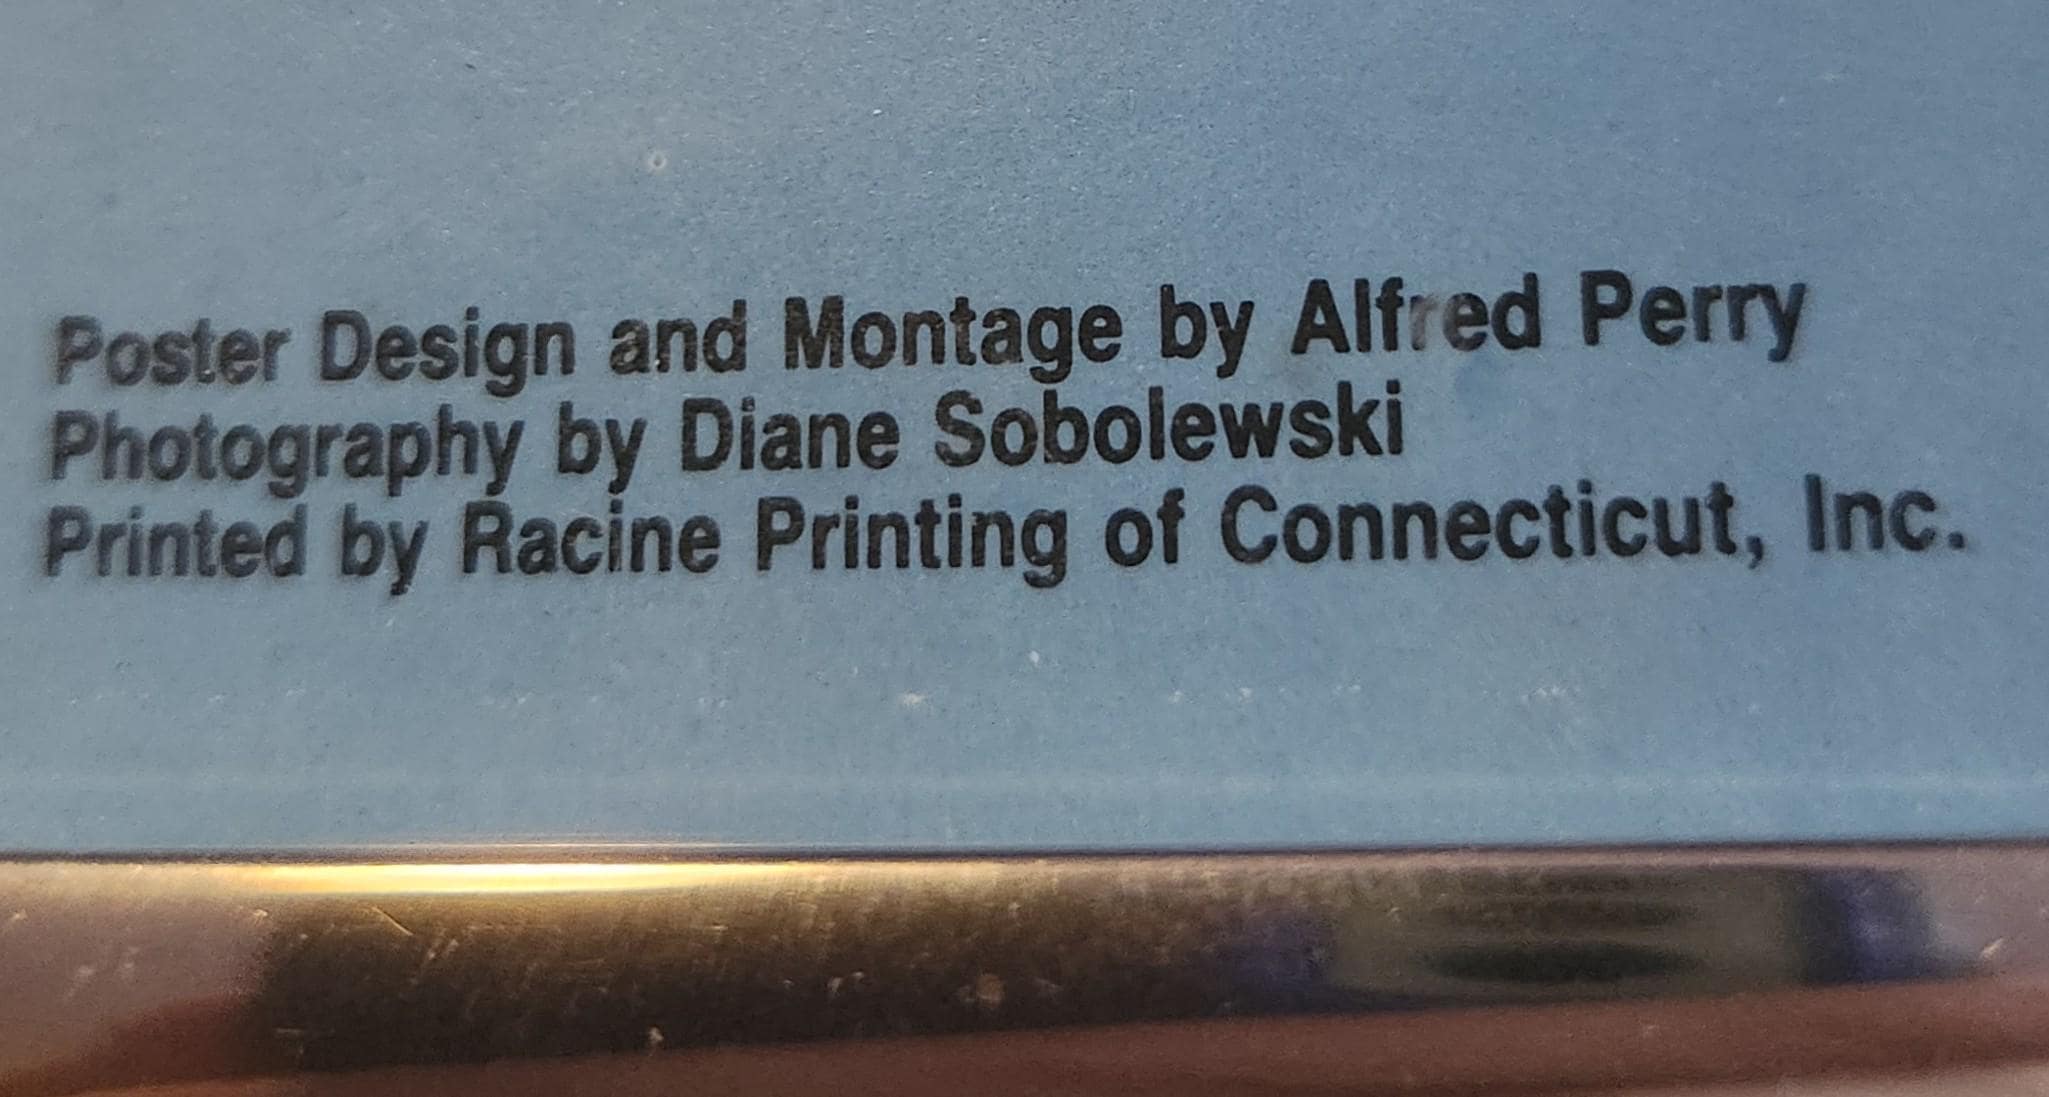 Poster Design and Montage by Alfred Perry
Photography by Diane Sobolewski
Printed by Racine Printing of Connecticut, Inc.